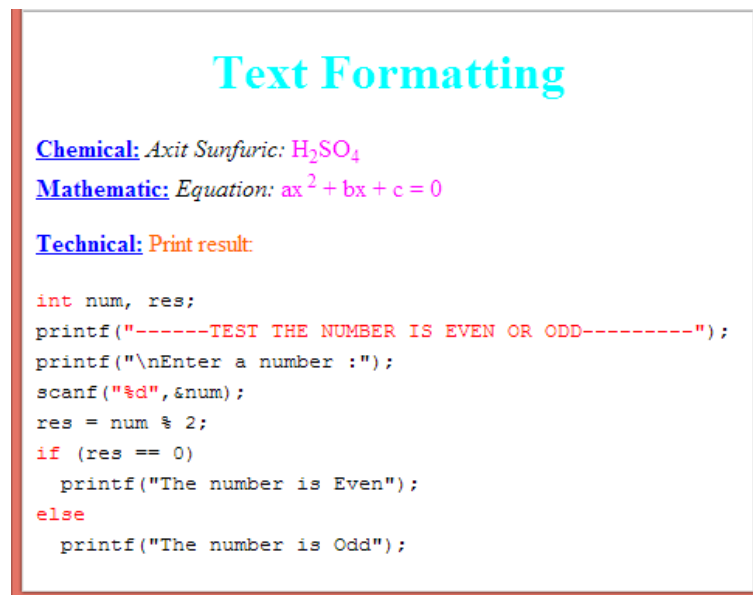 Text Formatting
Chemical: Axit Sunfuric: H₂SO₄
Mathematic: Equation: ax ² + bx + c = 0
Technical: Print result:
int num, res;
printf("------TEST THE NUMBER IS EVEN OR ODD---------");
printf("\nEnter a number :");
scanf("%d",&num);
res = num % 2;
if (res == 0)
  printf("The number is Even");
else
  printf("The number is Odd");